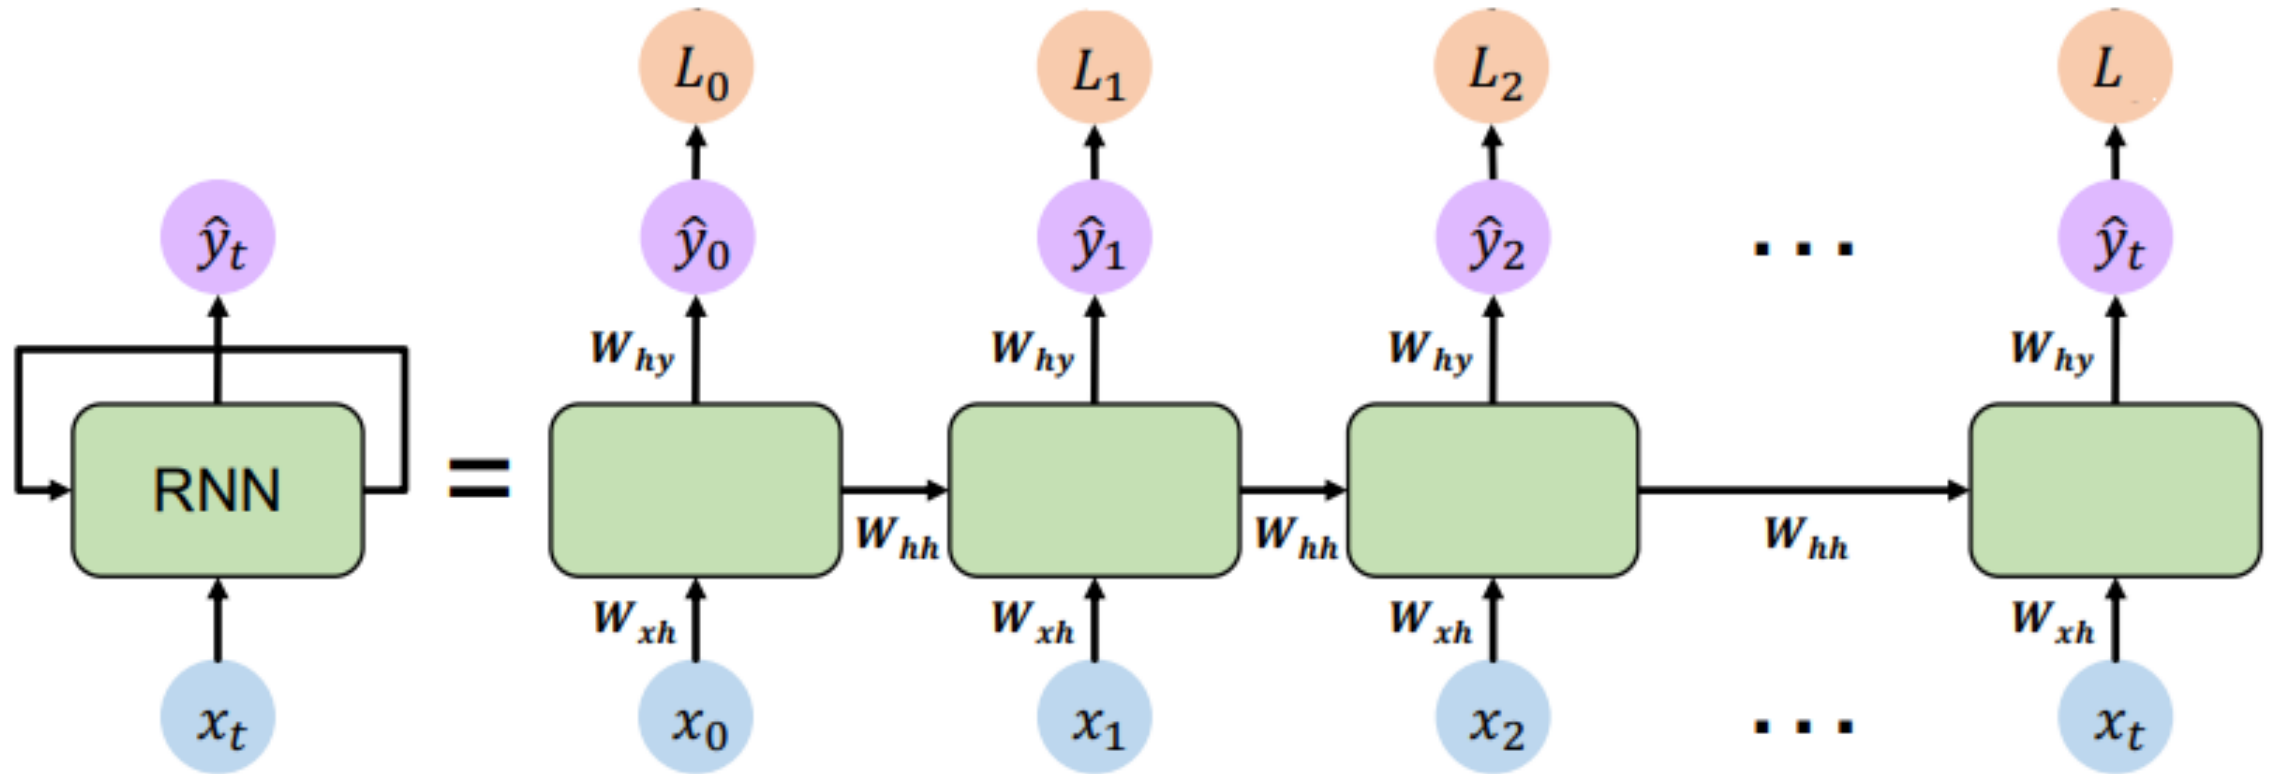 L₀ L₁ L₂ L
ŷₜ ŷ₀ ŷ₁ ŷ₂ ... ŷₜ
W_hy W_hy W_hy W_hy
RNN =
W_hh W_hh W_hh
W_xh W_xh W_xh W_xh
xₜ x₀ x₁ x₂ ... xₜ